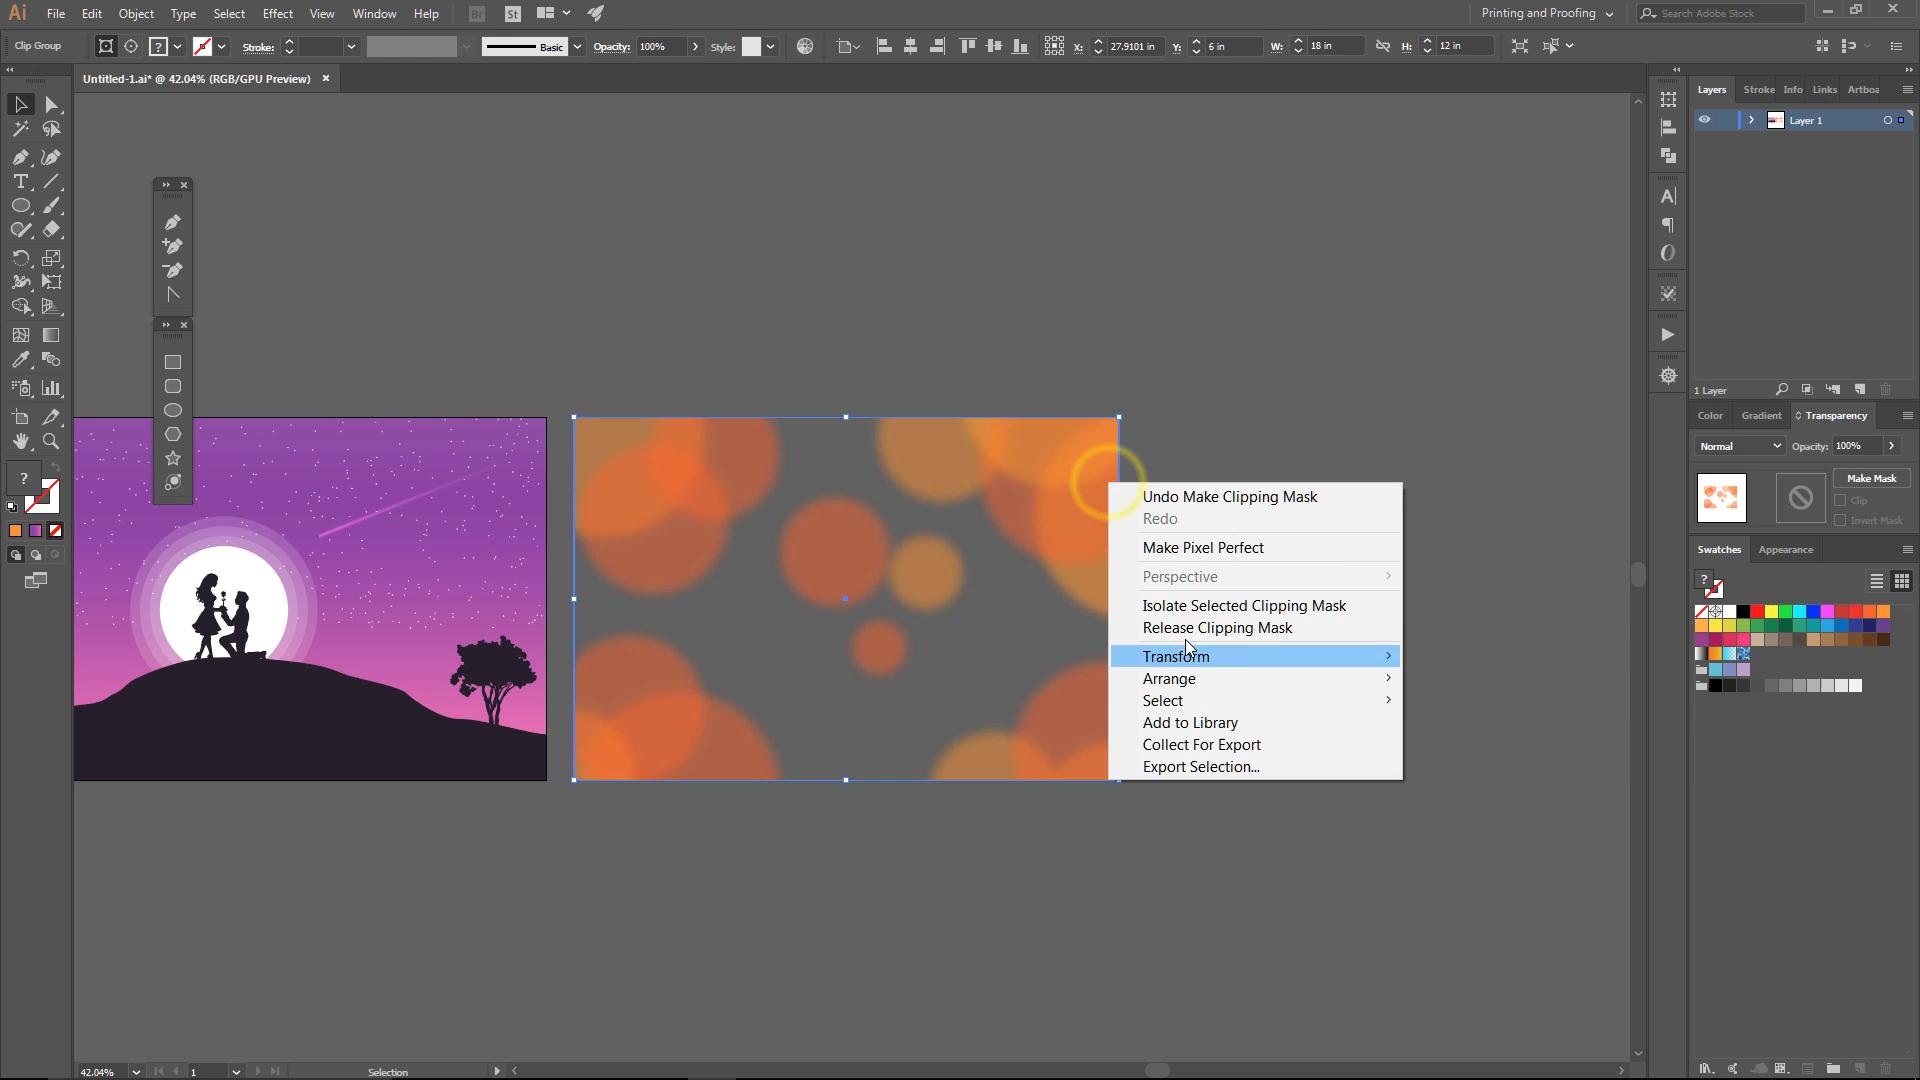 Ai File Edit Object Type Select Effect View Window Help Br St Printing and Proofing Search Adobe Stock
Clip Group ? Stroke: Basic Opacity: 100% Style: X: 27.9101 in Y: 6 in W: 18 in H: 12 in
Untitled-1.ai* @ 42.04% (RGB/GPU Preview)
Layers Stroke Info Links Artboa
Layer 1
1 Layer
Color Gradient Transparency
Normal Opacity: 100%
Make Mask
Clip
Invert Mask
Swatches Appearance
?
?
Undo Make Clipping Mask
Redo
Make Pixel Perfect
Perspective
Isolate Selected Clipping Mask
Release Clipping Mask
Transform
Arrange
Select
Add to Library
Collect For Export
Export Selection...
42.04% 1 Selection